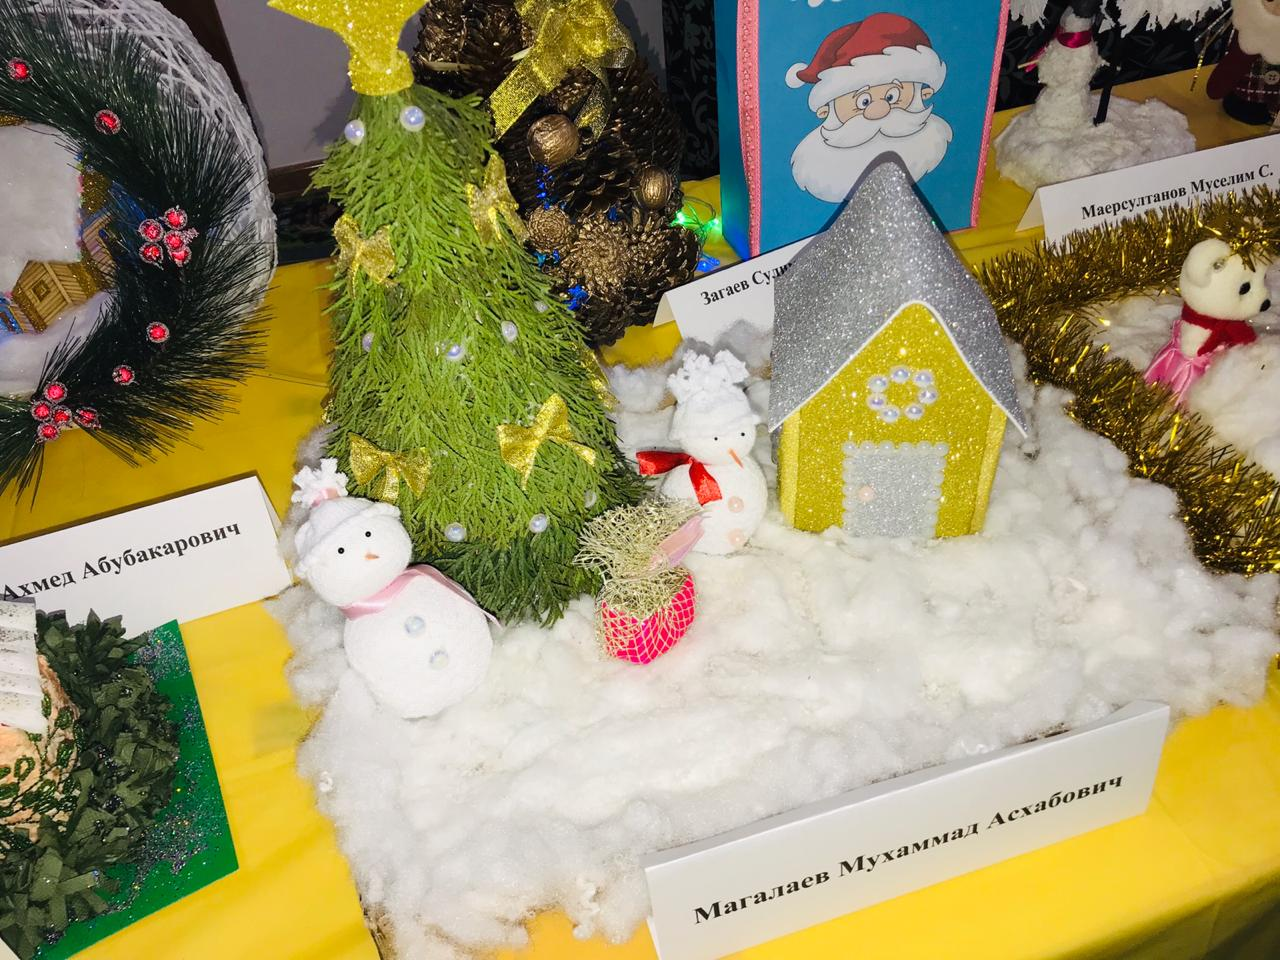 Маерсултанов Муселим С.
Загаев
Ахмед Абубакарович
Магалаев Мухаммад Асхабович